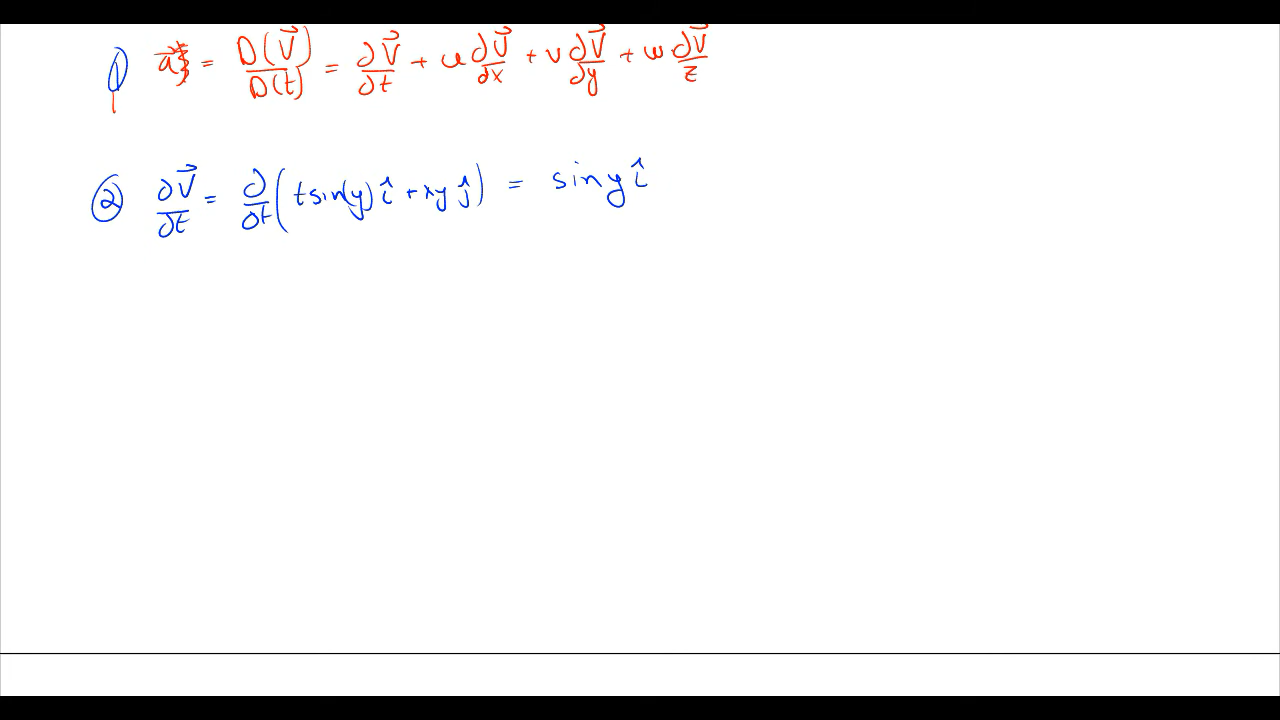 ① a⃗ = D(V⃗)/D(t) = ∂V⃗/∂t + u ∂V⃗/∂x + v ∂V⃗/∂y + w ∂V⃗/z
② ∂V⃗/∂t = ∂/∂t (t sin(y) î + xy ĵ) = sin y î